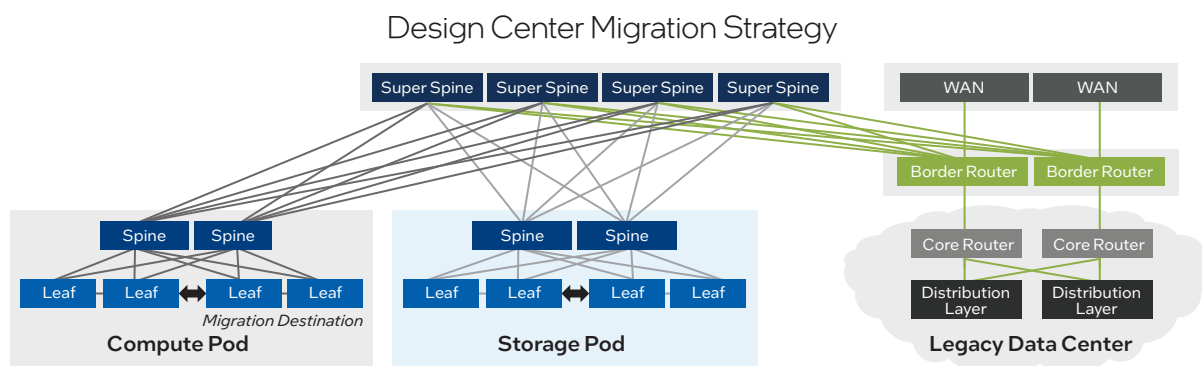 Design Center Migration Strategy
Super Spine Super Spine Super Spine Super Spine WAN WAN
Border Router Border Router
Spine Spine Spine Spine Core Router Core Router
Leaf Leaf Leaf Leaf Leaf Leaf Leaf Leaf Distribution Layer Distribution Layer
Migration Destination
Compute Pod Storage Pod Legacy Data Center